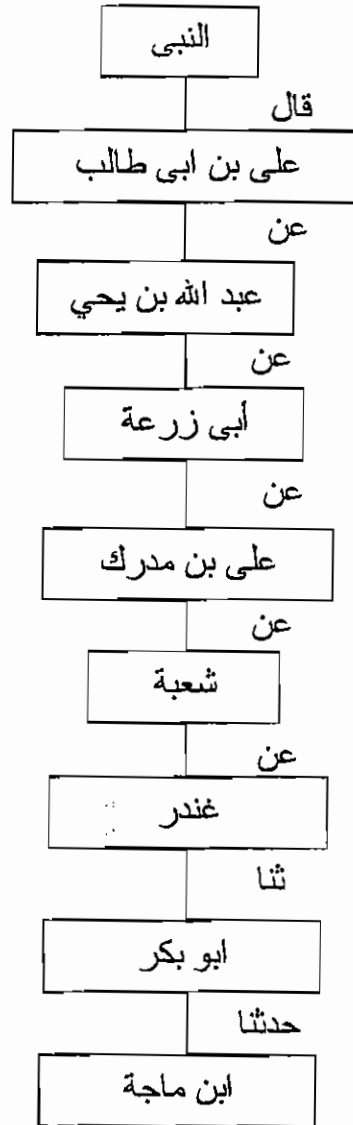 النبى
قال
على بن ابى طالب
عن
عبد الله بن يحي
عن
أبى زرعة
عن
على بن مدرك
عن
شعبة
عن
غندر
ثنا
ابو بكر
حدثنا
ابن ماجة